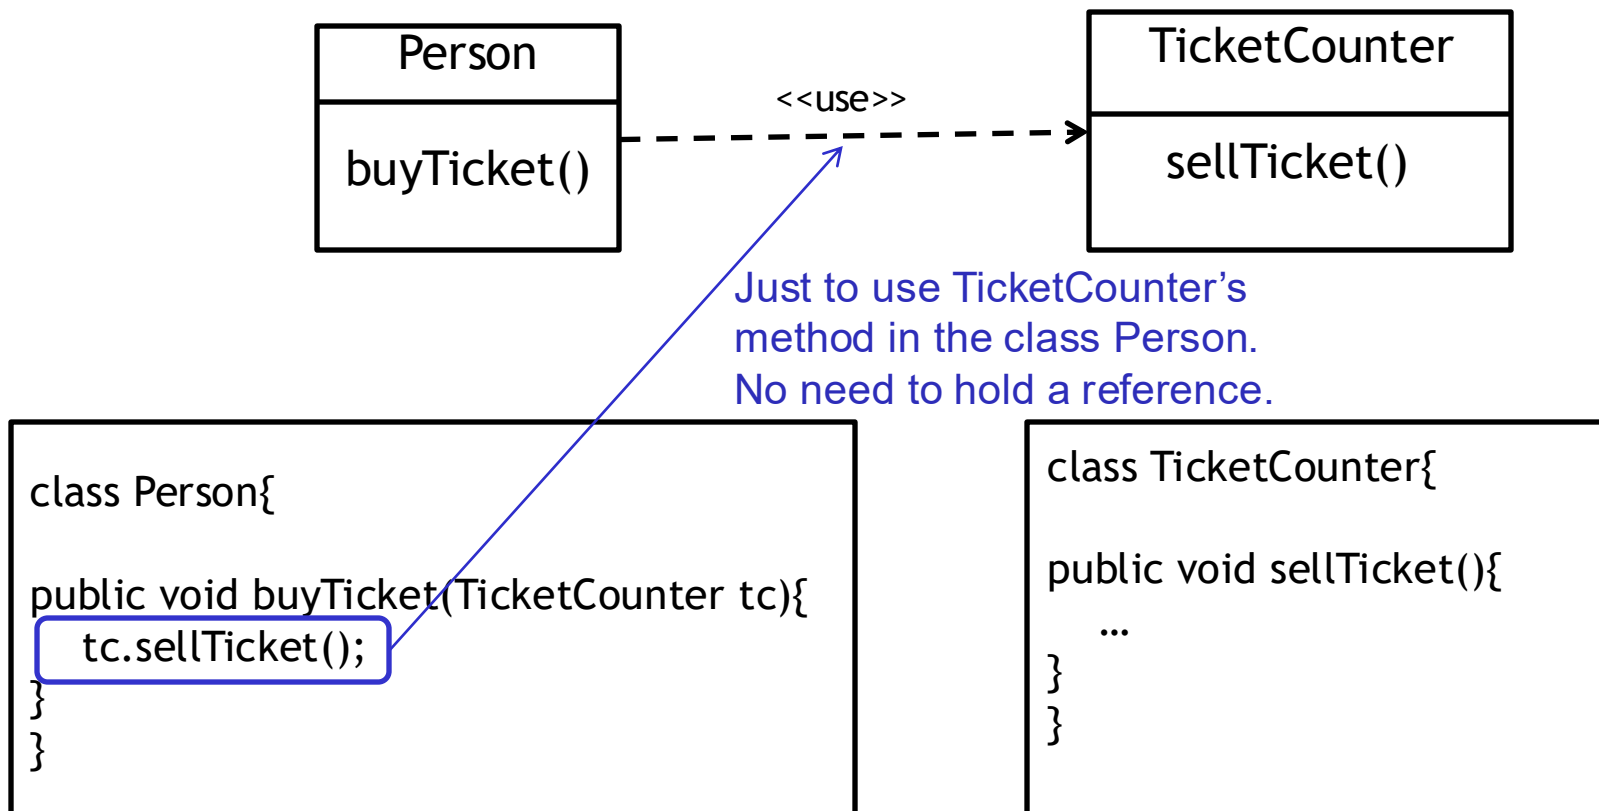 Person
buyTicket()
<<use>>
TicketCounter
sellTicket()
Just to use TicketCounter’s
method in the class Person.
No need to hold a reference.
class Person{
public void buyTicket(TicketCounter tc){
tc.sellTicket();
}
}
class TicketCounter{
public void sellTicket(){
…
}
}